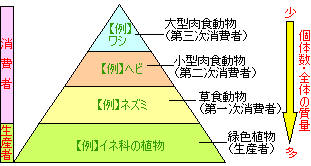 消費者
生産者
【例】
ワシ
【例】ヘビ
【例】ネズミ
【例】イネ科の植物
大型肉食動物
(第三次消費者)
小型肉食動物
(第二次消費者)
草食動物
(第一次消費者)
緑色植物
(生産者)
少
個体数・全体の質量
多